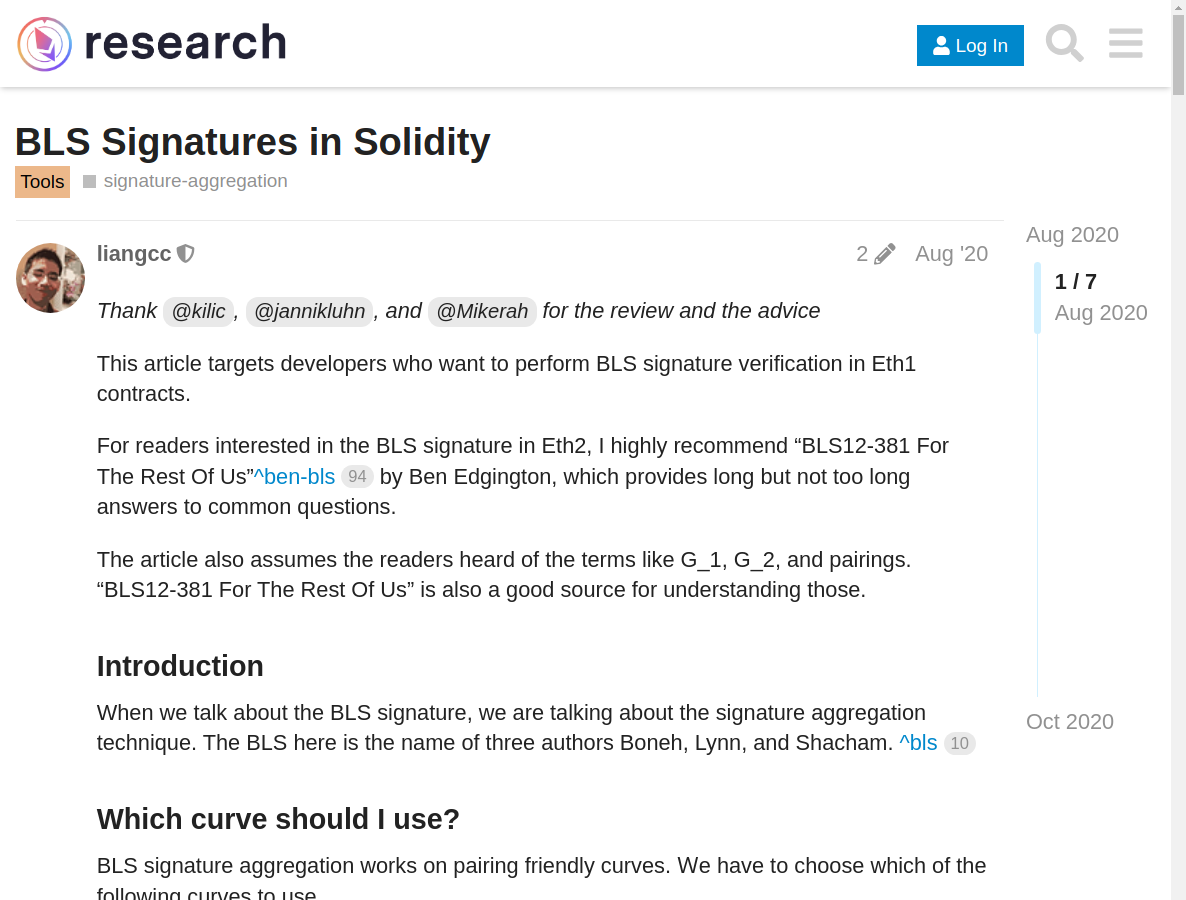 research
Log In
BLS Signatures in Solidity
Tools
signature-aggregation
liangcc
2
Aug '20
Thank @kilic, @jannikluhn, and @Mikerah for the review and the advice
This article targets developers who want to perform BLS signature verification in Eth1
contracts.
For readers interested in the BLS signature in Eth2, I highly recommend “BLS12-381 For
The Rest Of Us”^ben-bls 94 by Ben Edgington, which provides long but not too long
answers to common questions.
The article also assumes the readers heard of the terms like G_1, G_2, and pairings.
“BLS12-381 For The Rest Of Us” is also a good source for understanding those.
Introduction
When we talk about the BLS signature, we are talking about the signature aggregation
technique. The BLS here is the name of three authors Boneh, Lynn, and Shacham. ^bls 10
Which curve should I use?
BLS signature aggregation works on pairing friendly curves. We have to choose which of the
following curves to use.
Aug 2020
1 / 7
Aug 2020
Oct 2020